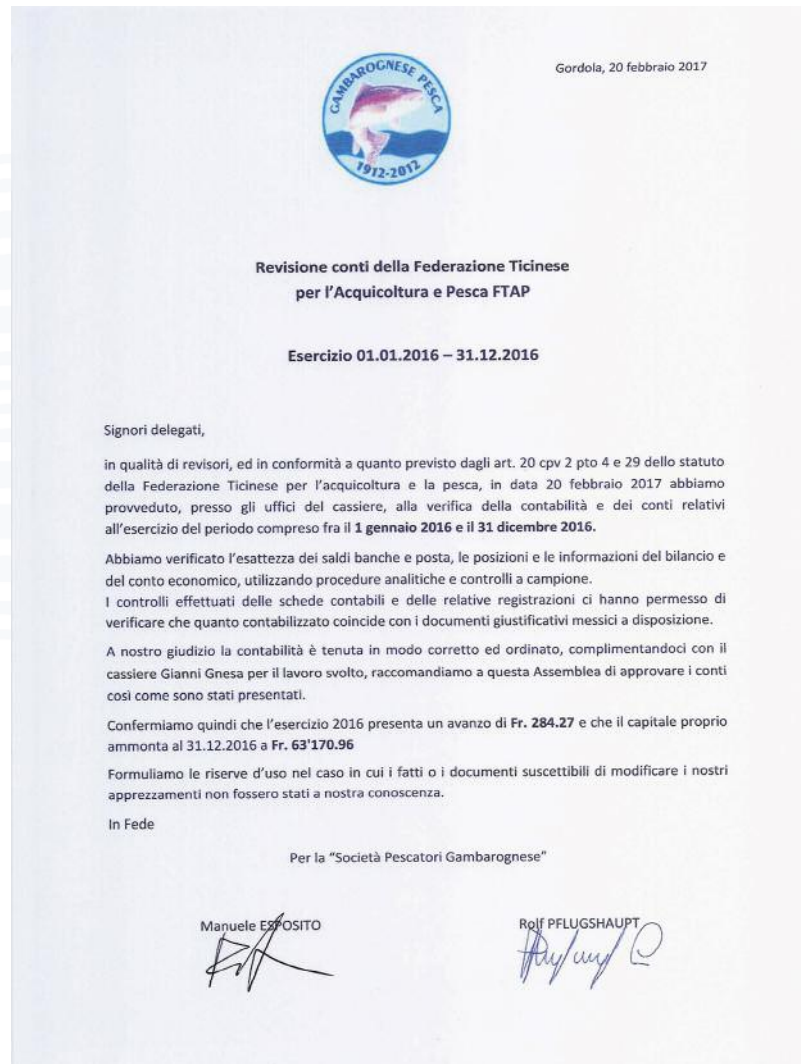 Gordola, 20 febbraio 2017
GAMBAROGNESE PESCA
1912-2012
Revisione conti della Federazione Ticinese
per l'Acquicoltura e Pesca FTAP
Esercizio 01.01.2016 – 31.12.2016
Signori delegati,
in qualità di revisori, ed in conformità a quanto previsto dagli art. 20 cpv 2 pto 4 e 29 dello statuto
della Federazione Ticinese per l'acquicoltura e la pesca, in data 20 febbraio 2017 abbiamo
provveduto, presso gli uffici del cassiere, alla verifica della contabilità e dei conti relativi
all'esercizio del periodo compreso fra il 1 gennaio 2016 e il 31 dicembre 2016.
Abbiamo verificato l'esattezza dei saldi banche e posta, le posizioni e le informazioni del bilancio e
del conto economico, utilizzando procedure analitiche e controlli a campione.
I controlli effettuati delle schede contabili e delle relative registrazioni ci hanno permesso di
verificare che quanto contabilizzato coincide con i documenti giustificativi messici a disposizione.
A nostro giudizio la contabilità è tenuta in modo corretto ed ordinato, complimentandoci con il
cassiere Gianni Gnesa per il lavoro svolto, raccomandiamo a questa Assemblea di approvare i conti
così come sono stati presentati.
Confermiamo quindi che l'esercizio 2016 presenta un avanzo di Fr. 284.27 e che il capitale proprio
ammonta al 31.12.2016 a Fr. 63'170.96
Formuliamo le riserve d'uso nel caso in cui i fatti o i documenti suscettibili di modificare i nostri
apprezzamenti non fossero stati a nostra conoscenza.
In Fede
Per la "Società Pescatori Gambarognese"
Manuele ESPOSITO
Rolf PFLUGSHAUPT